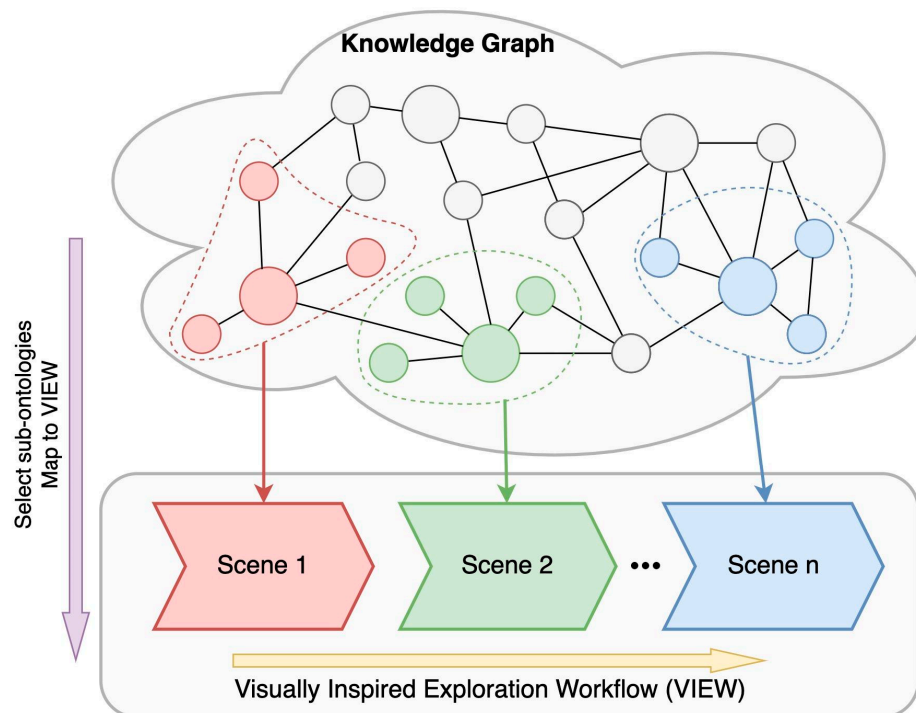 Knowledge Graph
Select sub-ontologies
Map to VIEW
Scene 1
Scene 2
•••
Scene n
Visually Inspired Exploration Workflow (VIEW)